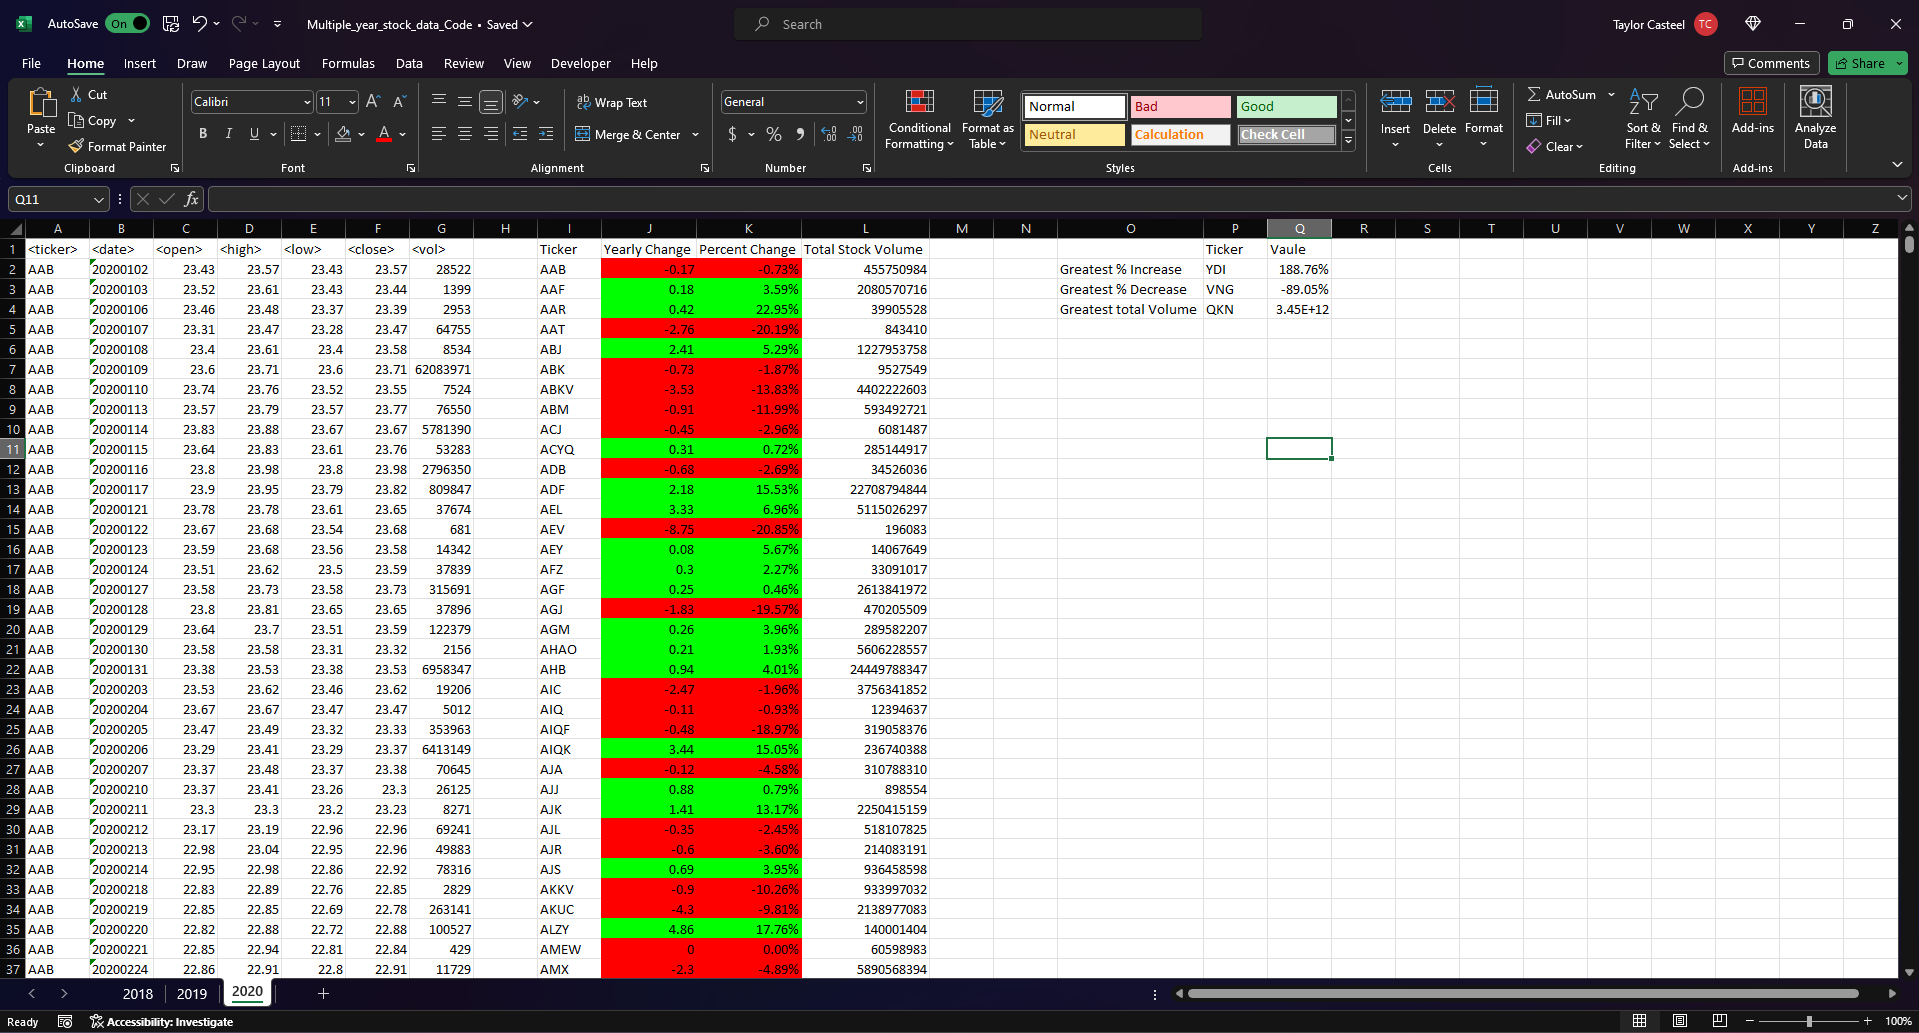 AutoSave On Multiple_year_stock_data_Code • Saved Search Taylor Casteel TC
File Home Insert Draw Page Layout Formulas Data Review View Developer Help Comments Share
Paste Cut Copy Format Painter Clipboard
Calibri 11 B I U A Font
Wrap Text Merge & Center Alignment
General $ % Number
Conditional Formatting Format as Table Normal Bad Good Neutral Calculation Check Cell Styles
Insert Delete Format Cells
AutoSum Fill Clear Sort & Filter Find & Select Editing
Add-ins Add-ins
Analyze Data
Q11 fx
A B C D E F G H I J K L M N O P Q R S T U V W X Y Z
1 <ticker> <date> <open> <high> <low> <close> <vol> Ticker Yearly Change Percent Change Total Stock Volume Ticker Vaule
2 AAB 20200102 23.43 23.57 23.43 23.57 28522 AAB -0.17 -0.73% 455750984 Greatest % Increase YDI 188.76%
3 AAB 20200103 23.52 23.61 23.43 23.44 1399 AAF 0.18 3.59% 2080570716 Greatest % Decrease VNG -89.05%
4 AAB 20200106 23.46 23.48 23.37 23.39 2953 AAR 0.42 22.95% 39905528 Greatest total Volume QKN 3.45E+12
5 AAB 20200107 23.31 23.47 23.28 23.47 64755 AAT -2.76 -20.19% 843410
6 AAB 20200108 23.4 23.61 23.4 23.58 8534 ABJ 2.41 5.29% 1227953758
7 AAB 20200109 23.6 23.71 23.6 23.71 62083971 ABK -0.73 -1.87% 9527549
8 AAB 20200110 23.74 23.76 23.52 23.55 7524 ABKV -3.53 -13.83% 4402222603
9 AAB 20200113 23.57 23.79 23.57 23.77 76550 ABM -0.91 -11.99% 593492721
10 AAB 20200114 23.83 23.88 23.67 23.67 5781390 ACJ -0.45 -2.96% 6081487
11 AAB 20200115 23.64 23.83 23.61 23.76 53283 ACYQ 0.31 0.72% 285144917
12 AAB 20200116 23.8 23.98 23.8 23.98 2796350 ADB -0.68 -2.69% 34526036
13 AAB 20200117 23.9 23.95 23.79 23.82 809847 ADF 2.18 15.53% 22708794844
14 AAB 20200121 23.78 23.78 23.61 23.65 37674 AEL 3.33 6.96% 5115026297
15 AAB 20200122 23.67 23.68 23.54 23.68 681 AEV -8.75 -20.85% 196083
16 AAB 20200123 23.59 23.68 23.56 23.58 14342 AEY 0.08 5.67% 14067649
17 AAB 20200124 23.51 23.62 23.5 23.59 37839 AFZ 0.3 2.27% 33091017
18 AAB 20200127 23.58 23.73 23.58 23.73 315691 AGF 0.25 0.46% 2613841972
19 AAB 20200128 23.8 23.81 23.65 23.65 37896 AGJ -1.83 -19.57% 470205509
20 AAB 20200129 23.64 23.7 23.51 23.59 122379 AGM 0.26 3.96% 289582207
21 AAB 20200130 23.58 23.58 23.31 23.32 2156 AHAO 0.21 1.93% 5606228557
22 AAB 20200131 23.38 23.53 23.38 23.53 6958347 AHB 0.94 4.01% 24449788347
23 AAB 20200203 23.53 23.62 23.46 23.62 19206 AIC -2.47 -1.96% 3756341852
24 AAB 20200204 23.67 23.67 23.47 23.47 5012 AIQ -0.11 -0.93% 12394637
25 AAB 20200205 23.47 23.49 23.32 23.33 353963 AIQF -0.48 -18.97% 319058376
26 AAB 20200206 23.29 23.41 23.29 23.37 6413149 AIQK 3.44 15.05% 236740388
27 AAB 20200207 23.37 23.48 23.37 23.38 70645 AJA -0.12 -4.58% 310788310
28 AAB 20200210 23.37 23.41 23.26 23.3 26125 AJJ 0.88 0.79% 898554
29 AAB 20200211 23.3 23.3 23.2 23.23 8271 AJK 1.41 13.17% 2250415159
30 AAB 20200212 23.17 23.19 22.96 22.96 69241 AJL -0.35 -2.45% 518107825
31 AAB 20200213 22.98 23.04 22.95 22.96 49883 AJR -0.6 -3.60% 214083191
32 AAB 20200214 22.95 22.98 22.86 22.92 78316 AJS 0.69 3.95% 936458598
33 AAB 20200218 22.83 22.89 22.76 22.85 2829 AKKV -0.9 -10.26% 933997032
34 AAB 20200219 22.85 22.85 22.69 22.78 263141 AKUC -4.3 -9.81% 2138977083
35 AAB 20200220 22.82 22.88 22.72 22.88 100527 ALZY 4.86 17.76% 140001404
36 AAB 20200221 22.85 22.94 22.81 22.84 429 AMEW 0 0.00% 60598983
37 AAB 20200224 22.86 22.91 22.8 22.91 11729 AMX -2.3 -4.89% 5890568394
2018 2019 2020
Ready Accessibility: Investigate 100%